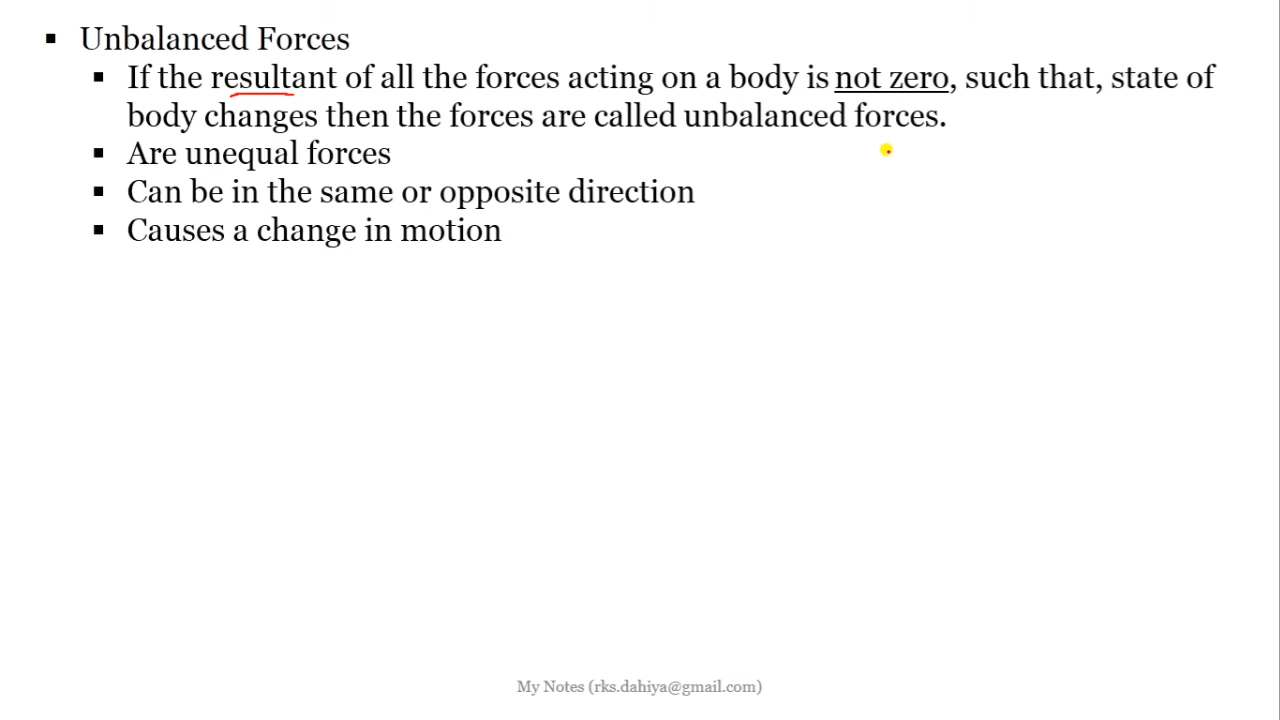 ▪ Unbalanced Forces
▪ If the resultant of all the forces acting on a body is not zero, such that, state of
body changes then the forces are called unbalanced forces.
▪ Are unequal forces
▪ Can be in the same or opposite direction
▪ Causes a change in motion
My Notes (rks.dahiya@gmail.com)